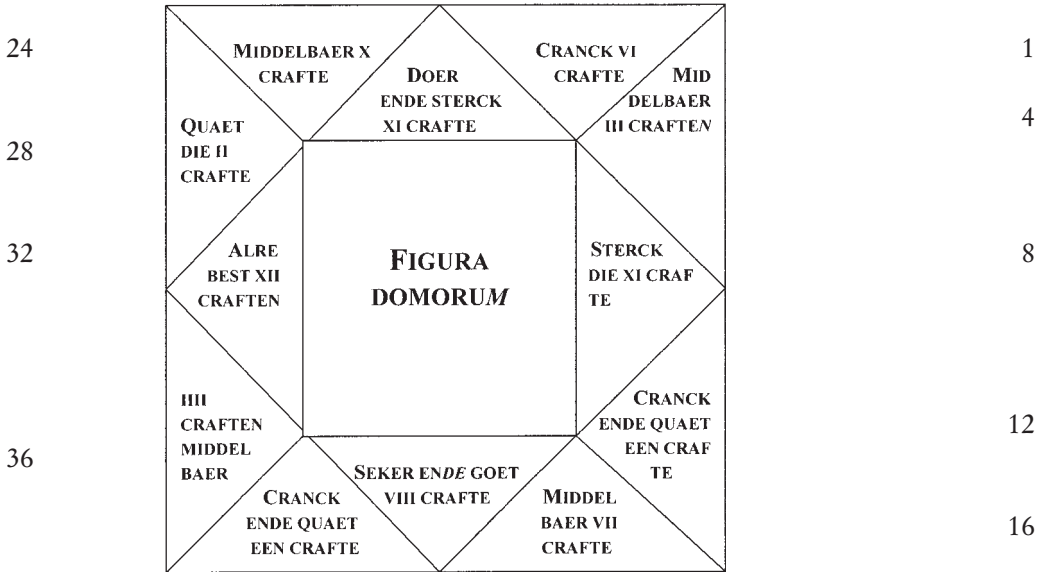 24
MIDDELBAER X
CRAFTE
DOER
ENDE STERCK
XI CRAFTE
CRANCK VI
CRAFTE
MID
DELBAER
III CRAFTEN
1
4
QUAET
DIE II
CRAFTE
28
32
ALRE
BEST XII
CRAFTEN
FIGURA
DOMORUM
STERCK
DIE XI CRAF
TE
8
IIII
CRAFTEN
MIDDEL
BAER
36
CRANCK
ENDE QUAET
EEN CRAFTE
SEKER ENDE GOET
VIII CRAFTE
MIDDEL
BAER VII
CRAFTE
CRANCK
ENDE QUAET
EEN CRAF
TE
12
16